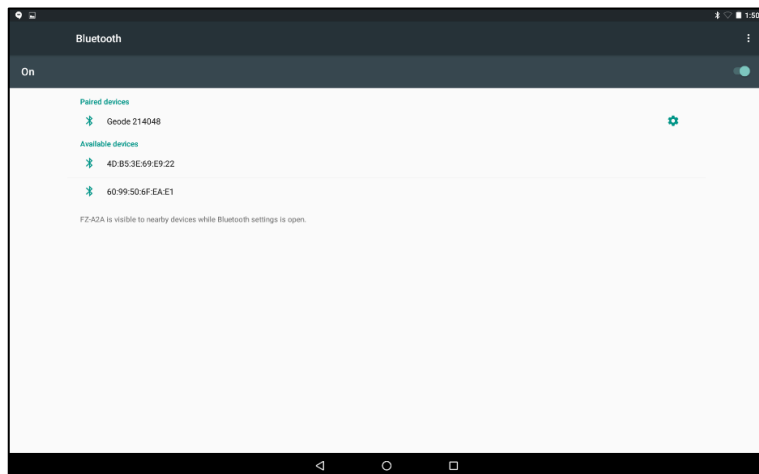 1:50
Bluetooth
On
Paired devices
Geode 214048
Available devices
4D:B5:3E:69:E9:22
60:99:50:6F:EA:E1
FZ-A2A is visible to nearby devices while Bluetooth settings is open.